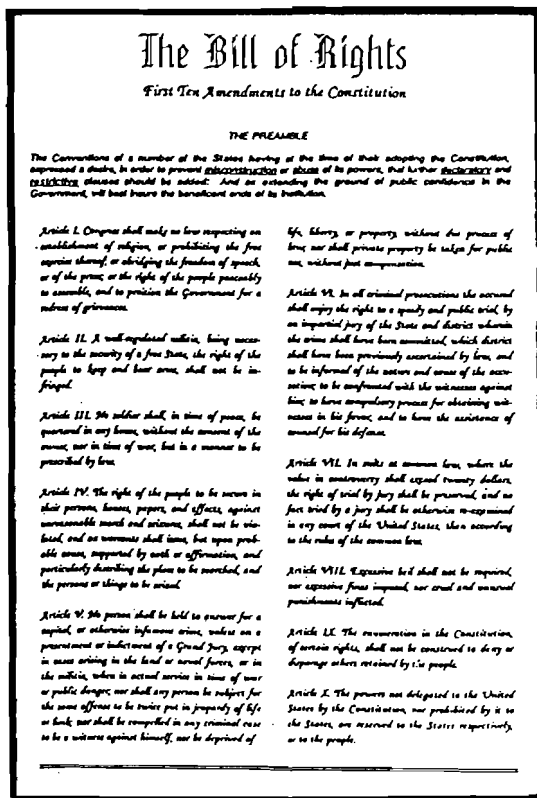 The Bill of Rights
First Ten Amendments to the Constitution
THE PREAMBLE
The Conventions of a number of the States having at the time of their adopting the Constitution,
expressed a desire, in order to prevent misconstruction or abuse of its powers, that further declaratory and
restrictive clauses should be added: And as extending the ground of public confidence in the
Government, will best insure the beneficent ends of its institution.
Article I. Congress shall make no law respecting an
establishment of religion, or prohibiting the free
exercise thereof, or abridging the freedom of speech,
or of the press; or the right of the people peaceably
to assemble, and to petition the Government for a
redress of grievances.
Article II. A well-regulated militia, being neces-
sary to the security of a free State, the right of the
people to keep and bear arms, shall not be in-
fringed.
Article III. No soldier shall, in time of peace, be
quartered in any house, without the consent of the
owner, nor in time of war, but in a manner to be
prescribed by law.
Article IV. The right of the people to be secure in
their persons, houses, papers, and effects, against
unreasonable search and seizures, shall not be vio-
lated, and no warrants shall issue, but upon prob-
able cause, supported by oath or affirmation, and
particularly describing the place to be searched, and
the persons or things to be seized.
Article V. No person shall be held to answer for a
capital, or otherwise infamous crime, unless on a
presentment or indictment of a Grand Jury, except
in cases arising in the land or naval forces, or in
the militia, when in actual service in time of war
or public danger; nor shall any person be subject for
the same offense to be twice put in jeopardy of life
or limb; nor shall be compelled in any criminal case
to be a witness against himself, nor be deprived of
life, liberty, or property, without due process of
law; nor shall private property be taken for public
use, without just compensation.
Article VI. In all criminal prosecutions the accused
shall enjoy the right to a speedy and public trial, by
an impartial jury of the State and district wherein
the crime shall have been committed, which district
shall have been previously ascertained by law, and
to be informed of the nature and cause of the accu-
sation; to be confronted with the witnesses against
him; to have compulsory process for obtaining wit-
nesses in his favor, and to have the assistance of
counsel for his defense.
Article VII. In suits at common law, where the
value in controversy shall exceed twenty dollars,
the right of trial by jury shall be preserved, and no
fact tried by a jury shall be otherwise re-examined
in any court of the United States, than according
to the rules of the common law.
Article VIII. Excessive bail shall not be required,
nor excessive fines imposed, nor cruel and unusual
punishments inflicted.
Article IX. The enumeration in the Constitution,
of certain rights, shall not be construed to deny or
disparage others retained by the people.
Article X. The powers not delegated to the United
States by the Constitution, nor prohibited by it to
the States, are reserved to the States respectively,
or to the people.